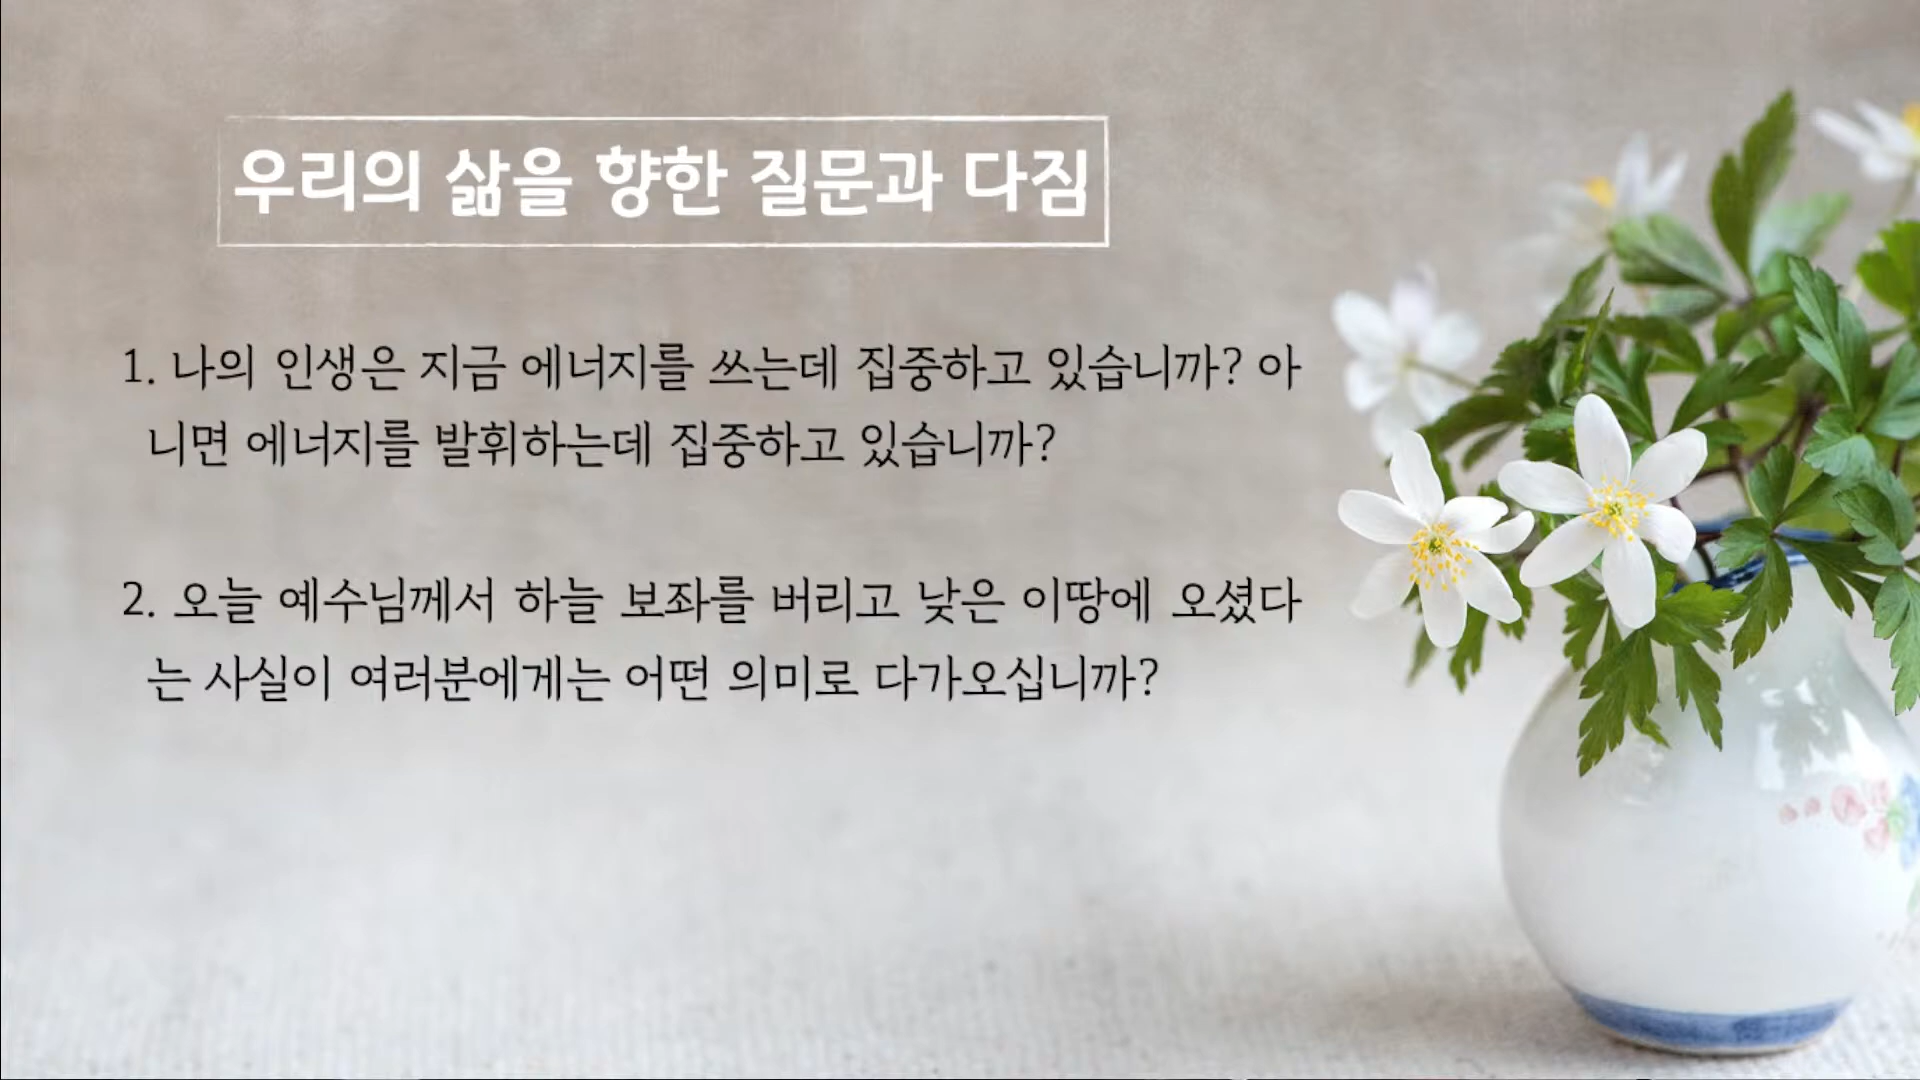 우리의 삶을 향한 질문과 다짐
1. 나의 인생은 지금 에너지를 쓰는데 집중하고 있습니까? 아
니면 에너지를 발휘하는데 집중하고 있습니까?
2. 오늘 예수님께서 하늘 보좌를 버리고 낮은 이땅에 오셨다
는 사실이 여러분에게는 어떤 의미로 다가오십니까?